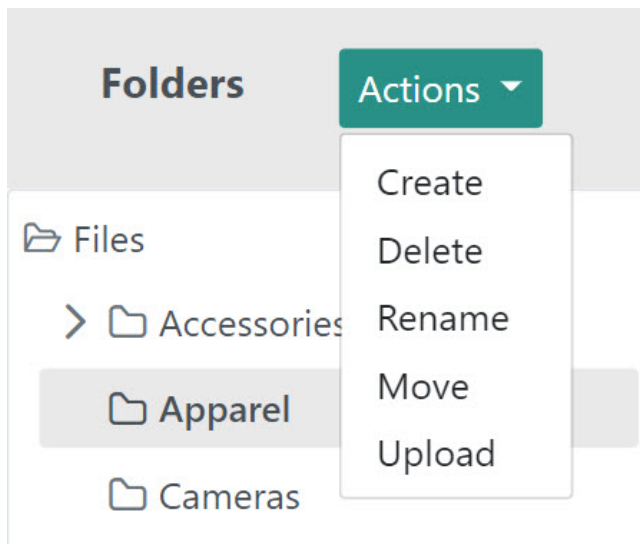 Folders
Actions
Create
Delete
Rename
Move
Upload
Files
Accessories
Apparel
Cameras